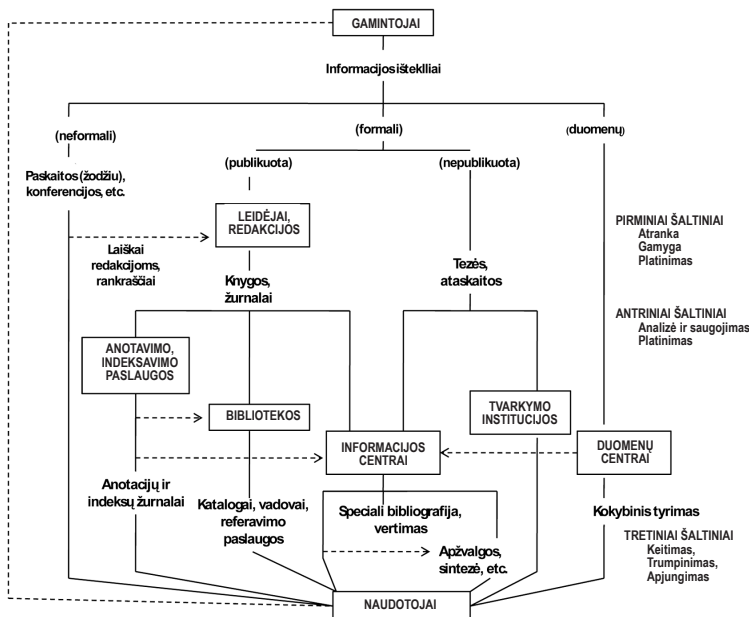 GAMINTOJAI
Informacijos ištekliiai
(neformali)
(formali)
(duomenų)
(publikuota)
(nepublikuota)
Paskaitos (žodžiu),
konferencijos, etc.
LEIDĖJAI,
REDAKCIJOS
PIRMINIAI ŠALTINIAI
Atranka
Gamyga
Platinimas
Laiškai
redakcijoms,
rankraščiai
Knygos,
žurnalai
Tezės,
ataskaitos
ANTRINIAI ŠALTINIAI
Analizė ir saugojimas
Platinimas
ANOTAVIMO,
INDEKSAVIMO
PASLAUGOS
BIBLIOTEKOS
TVARKYMO
INSTITUCIJOS
INFORMACIJOS
CENTRAI
DUOMENŲ
CENTRAI
Anotacijų ir
indeksų žurnalai
Katalogai, vadovai,
referavimo
paslaugos
Speciali bibliografija,
vertimas
Kokybinis tyrimas
Apžvalgos,
sintezė, etc.
TRETINIAI ŠALTINIAI
Keitimas,
Trumpinimas,
Apjungimas
NAUDOTOJAI